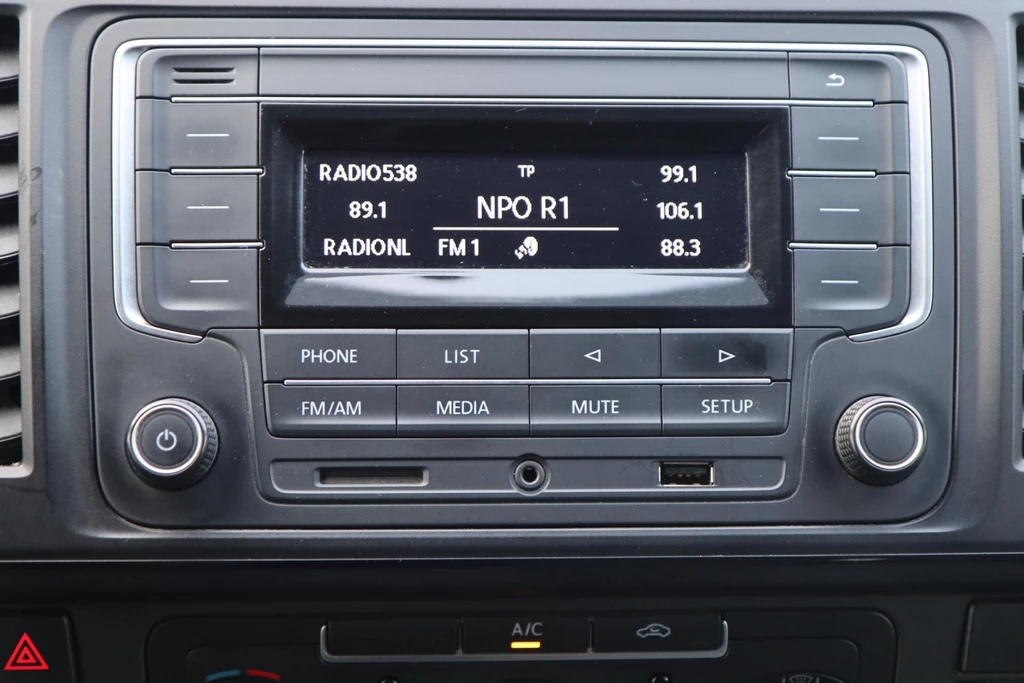 RADIO538 TP 99.1
89.1 NPO R1 106.1
RADIONL FM 1 88.3
PHONE LIST
FM/AM MEDIA MUTE SETUP
A/C